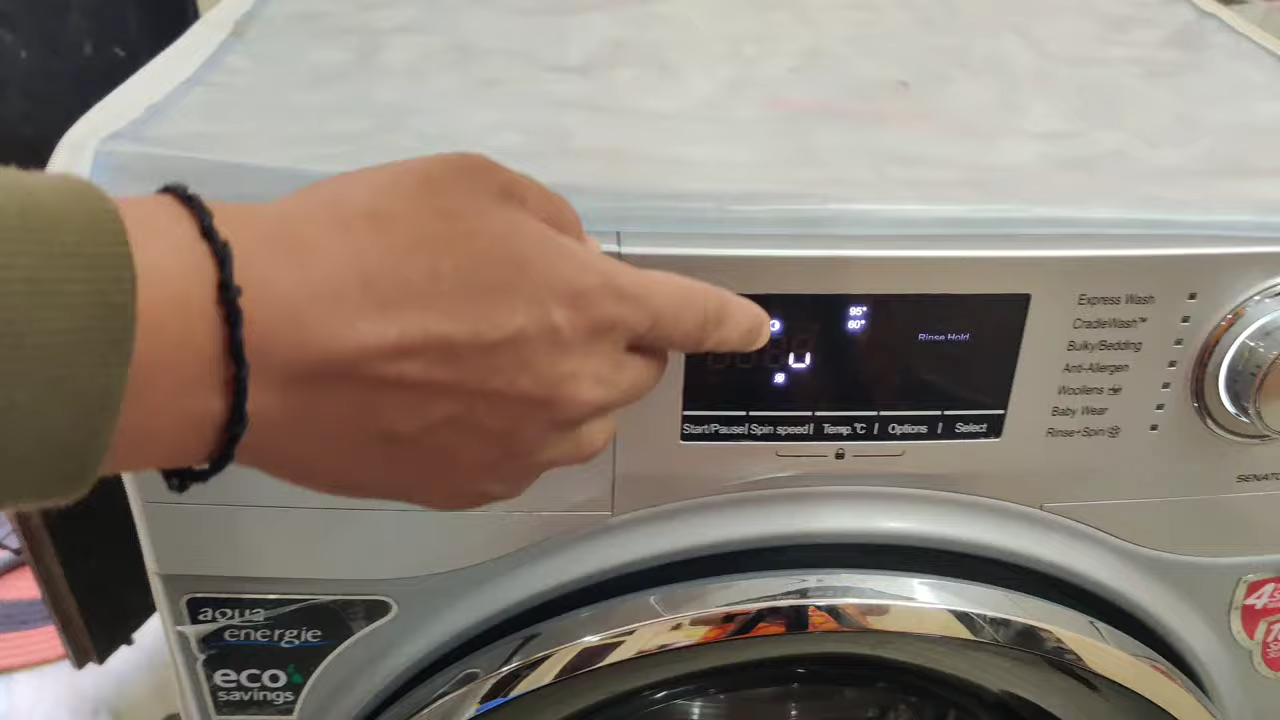 95°
60°
Rinse Hold
Start/Pause
Spin speed
Temp.°C
Options
Select
Express Wash
CradleWash™
Bulky/Bedding
Anti-Allergen
Woollens
Baby Wear
Rinse+Spin
aqua
energie
eco
savings